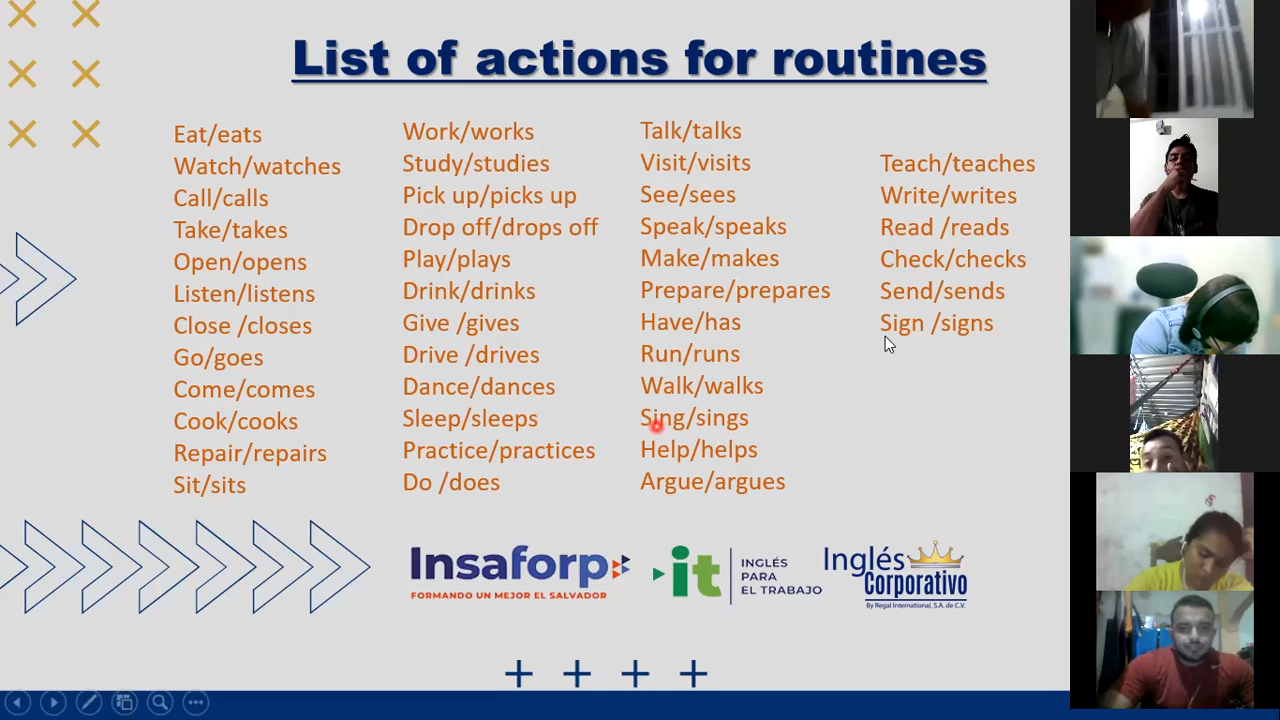 List of actions for routines
Eat/eats
Watch/watches
Call/calls
Take/takes
Open/opens
Listen/listens
Close /closes
Go/goes
Come/comes
Cook/cooks
Repair/repairs
Sit/sits
Work/works
Study/studies
Pick up/picks up
Drop off/drops off
Play/plays
Drink/drinks
Give /gives
Drive /drives
Dance/dances
Sleep/sleeps
Practice/practices
Do /does
Talk/talks
Visit/visits
See/sees
Speak/speaks
Make/makes
Prepare/prepares
Have/has
Run/runs
Walk/walks
Sing/sings
Help/helps
Argue/argues
Teach/teaches
Write/writes
Read /reads
Check/checks
Send/sends
Sign /signs
Insaforp
FORMANDO UN MEJOR EL SALVADOR
it
INGLÉS
PARA
EL TRABAJO
Inglés
Corporativo
By Regal International, S.A. de C.V.